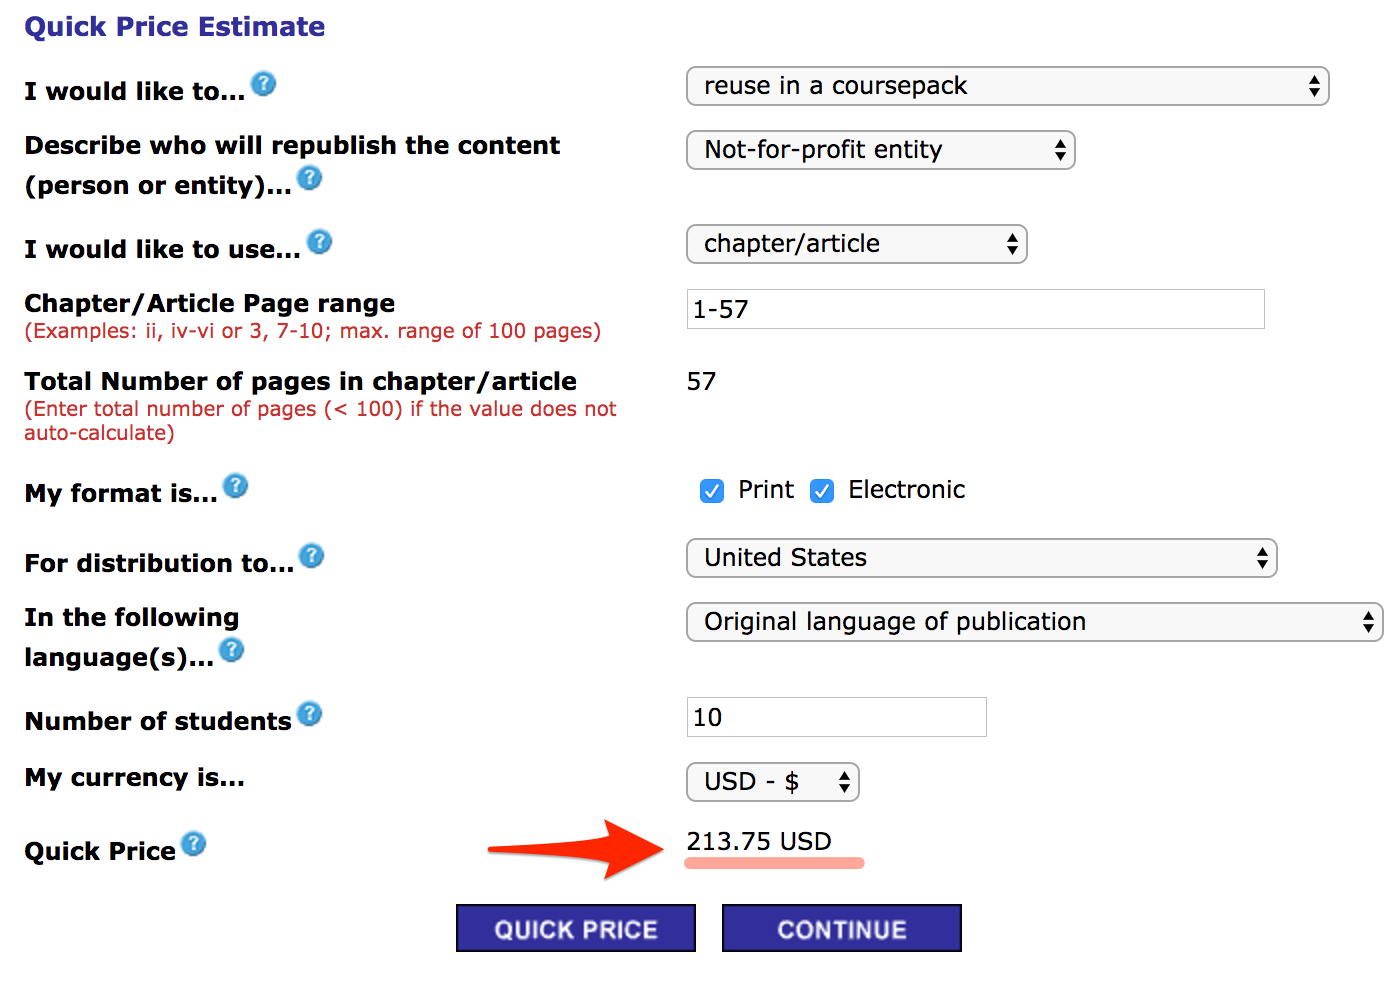 Quick Price Estimate
I would like to... ?
reuse in a coursepack
Describe who will republish the content
(person or entity)... ?
Not-for-profit entity
I would like to use... ?
chapter/article
Chapter/Article Page range
(Examples: ii, iv-vi or 3, 7-10; max. range of 100 pages)
1-57
Total Number of pages in chapter/article
(Enter total number of pages (< 100) if the value does not
auto-calculate)
57
My format is... ?
Print Electronic
For distribution to... ?
United States
In the following
language(s)... ?
Original language of publication
Number of students ?
10
My currency is...
USD - $
Quick Price ?
213.75 USD
QUICK PRICE
CONTINUE